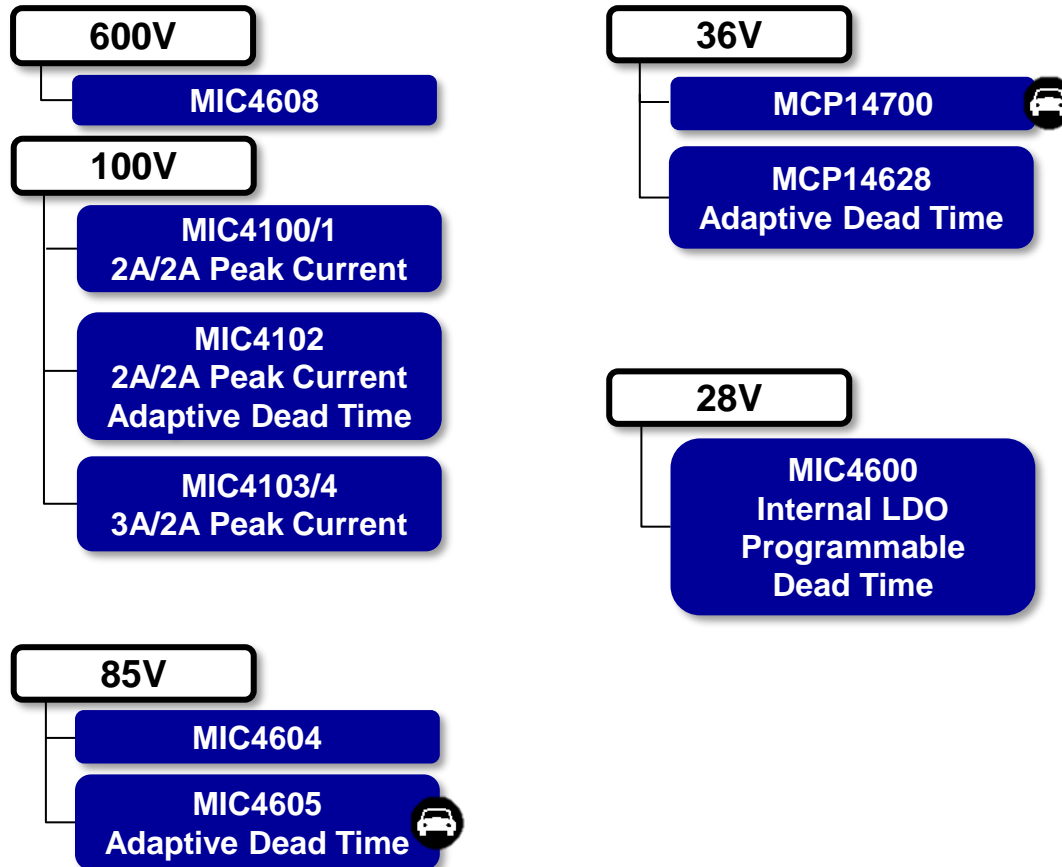 600V
MIC4608
100V
MIC4100/1
2A/2A Peak Current
MIC4102
2A/2A Peak Current
Adaptive Dead Time
MIC4103/4
3A/2A Peak Current
85V
MIC4604
MIC4605
Adaptive Dead Time
36V
MCP14700
MCP14628
Adaptive Dead Time
28V
MIC4600
Internal LDO
Programmable
Dead Time